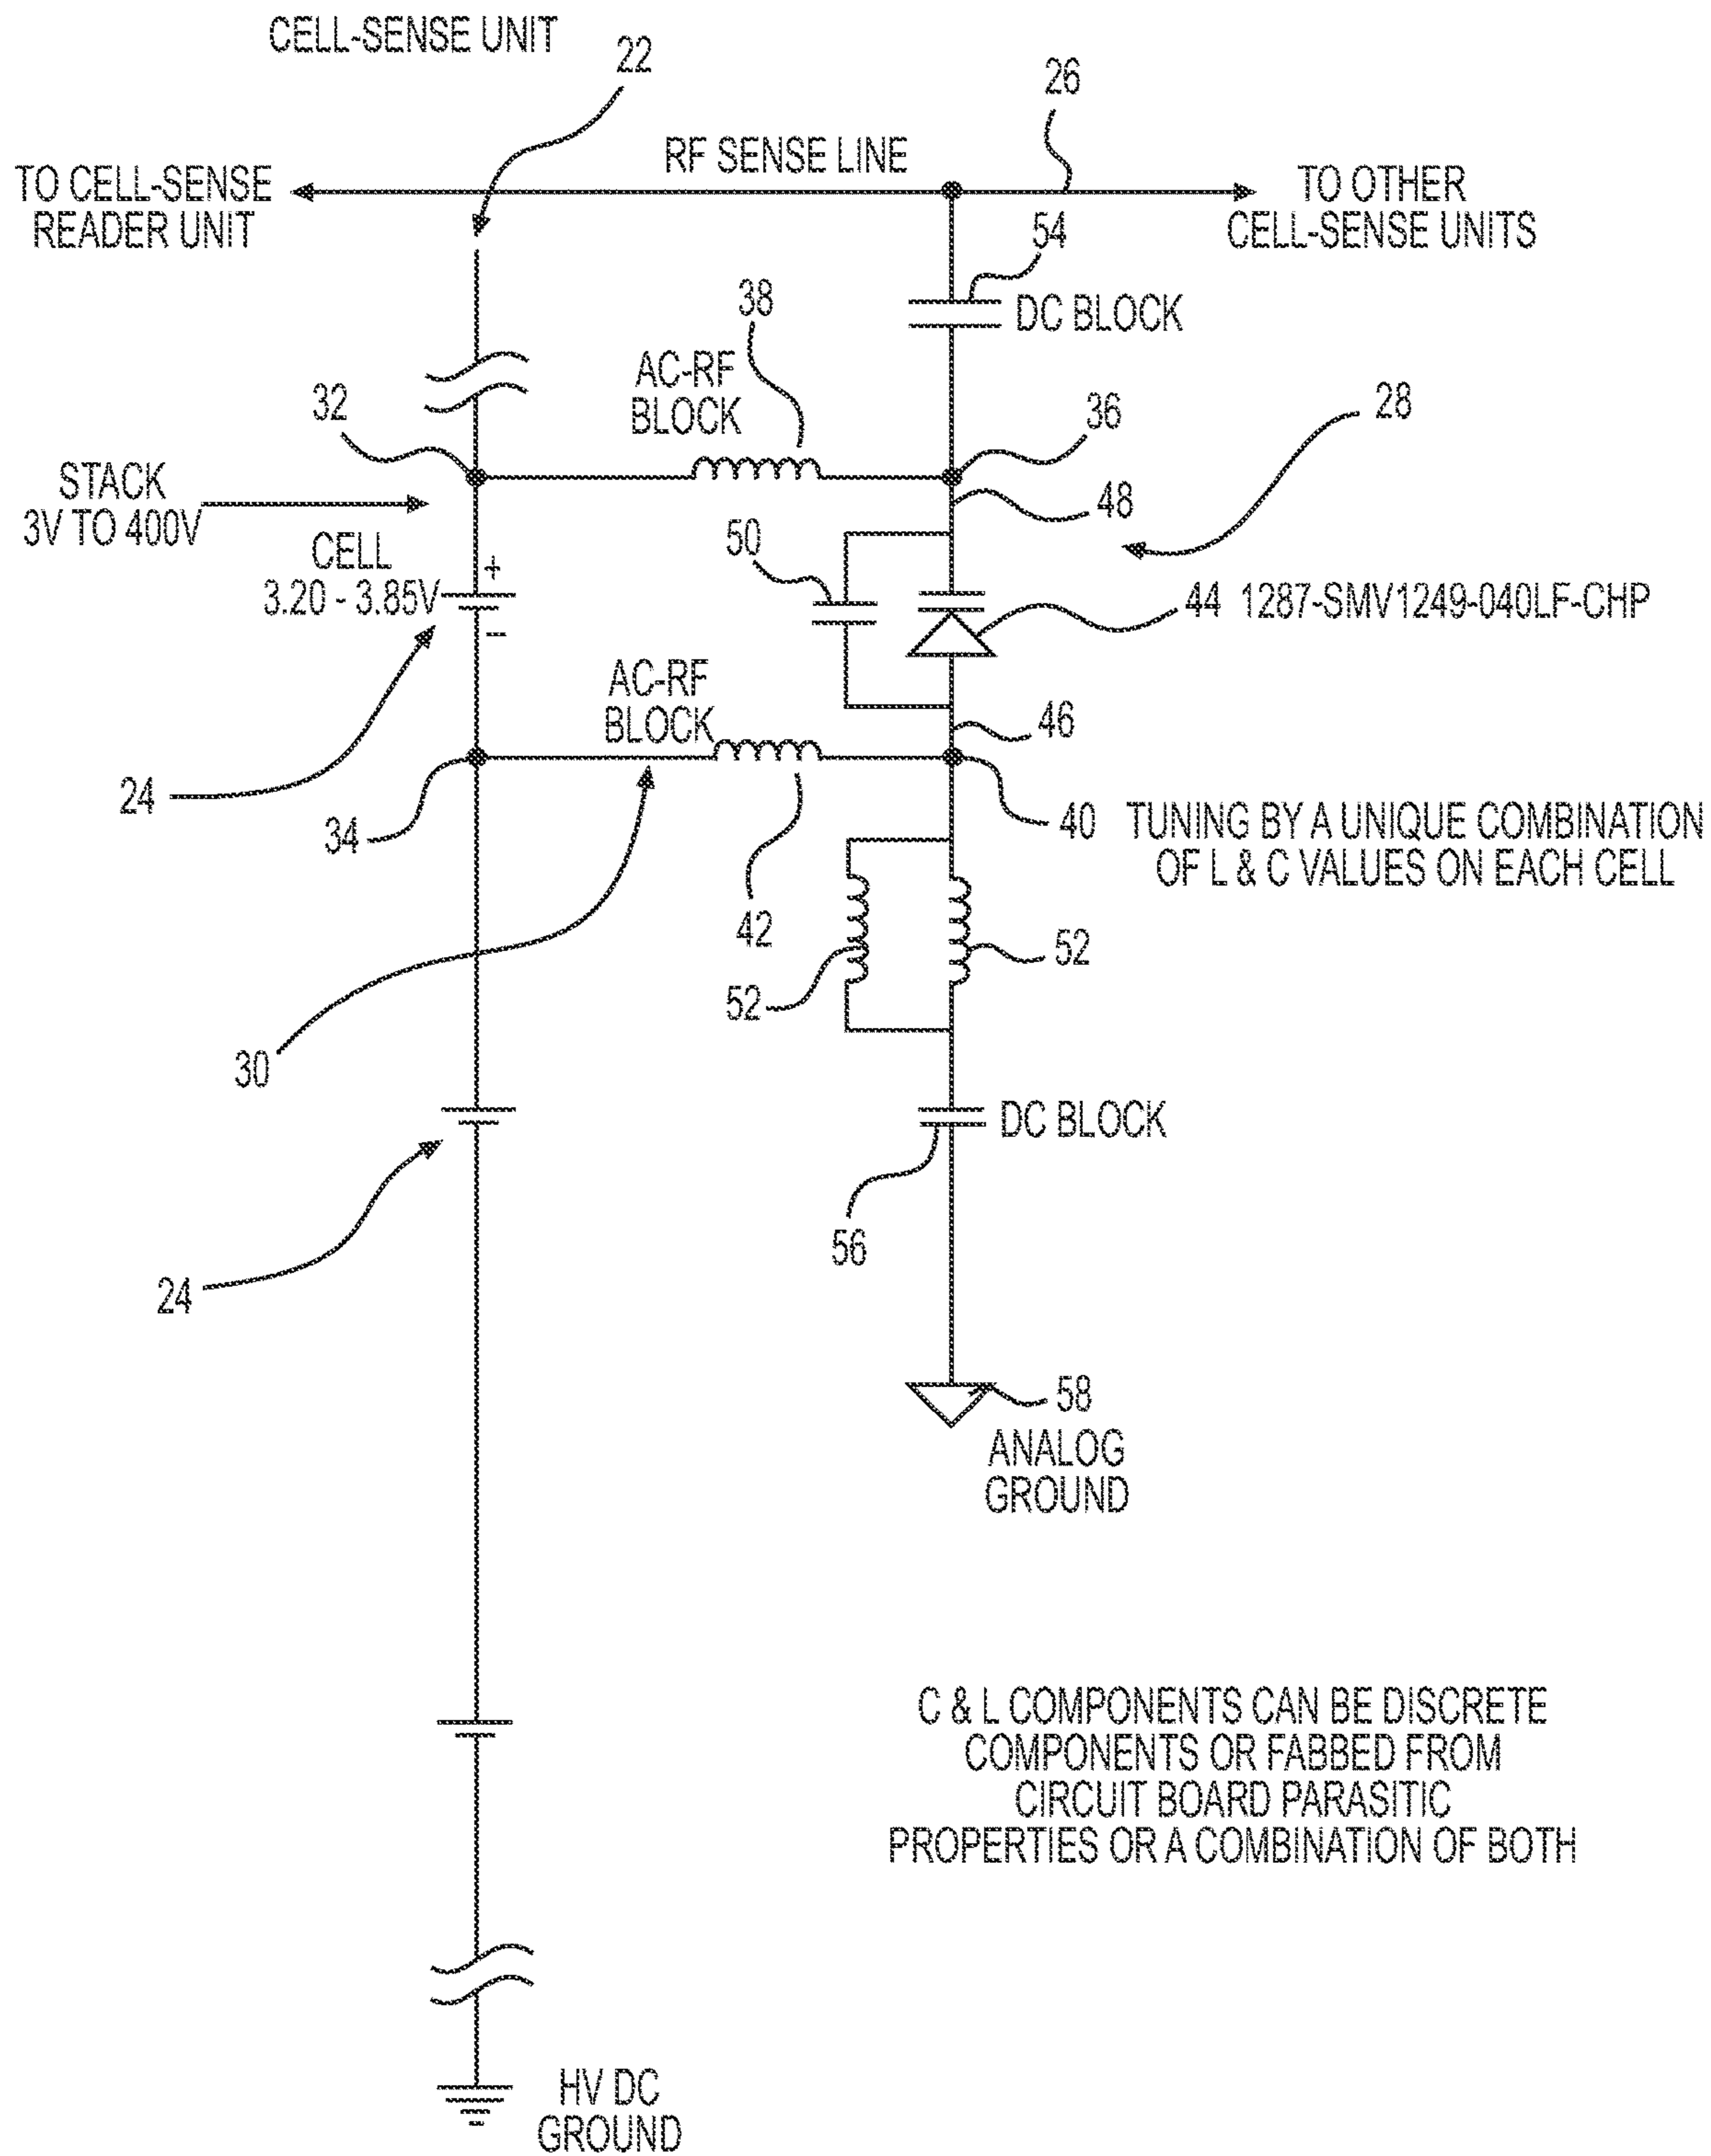 CELL-SENSE UNIT
22
26
RF SENSE LINE
TO CELL-SENSE
READER UNIT
TO OTHER
CELL-SENSE UNITS
54
DC BLOCK
38
AC-RF
BLOCK
32
36
28
STACK
3V TO 400V
48
50
CELL
3.20 - 3.85V
+
--
44 1287-SMV1249-040LF-CHP
AC-RF
BLOCK
46
24
34
40
TUNING BY A UNIQUE COMBINATION
OF L & C VALUES ON EACH CELL
42
52
52
30
DC BLOCK
56
24
58
ANALOG
GROUND
C & L COMPONENTS CAN BE DISCRETE
COMPONENTS OR FABBED FROM
CIRCUIT BOARD PARASITIC
PROPERTIES OR A COMBINATION OF BOTH
HV DC
GROUND